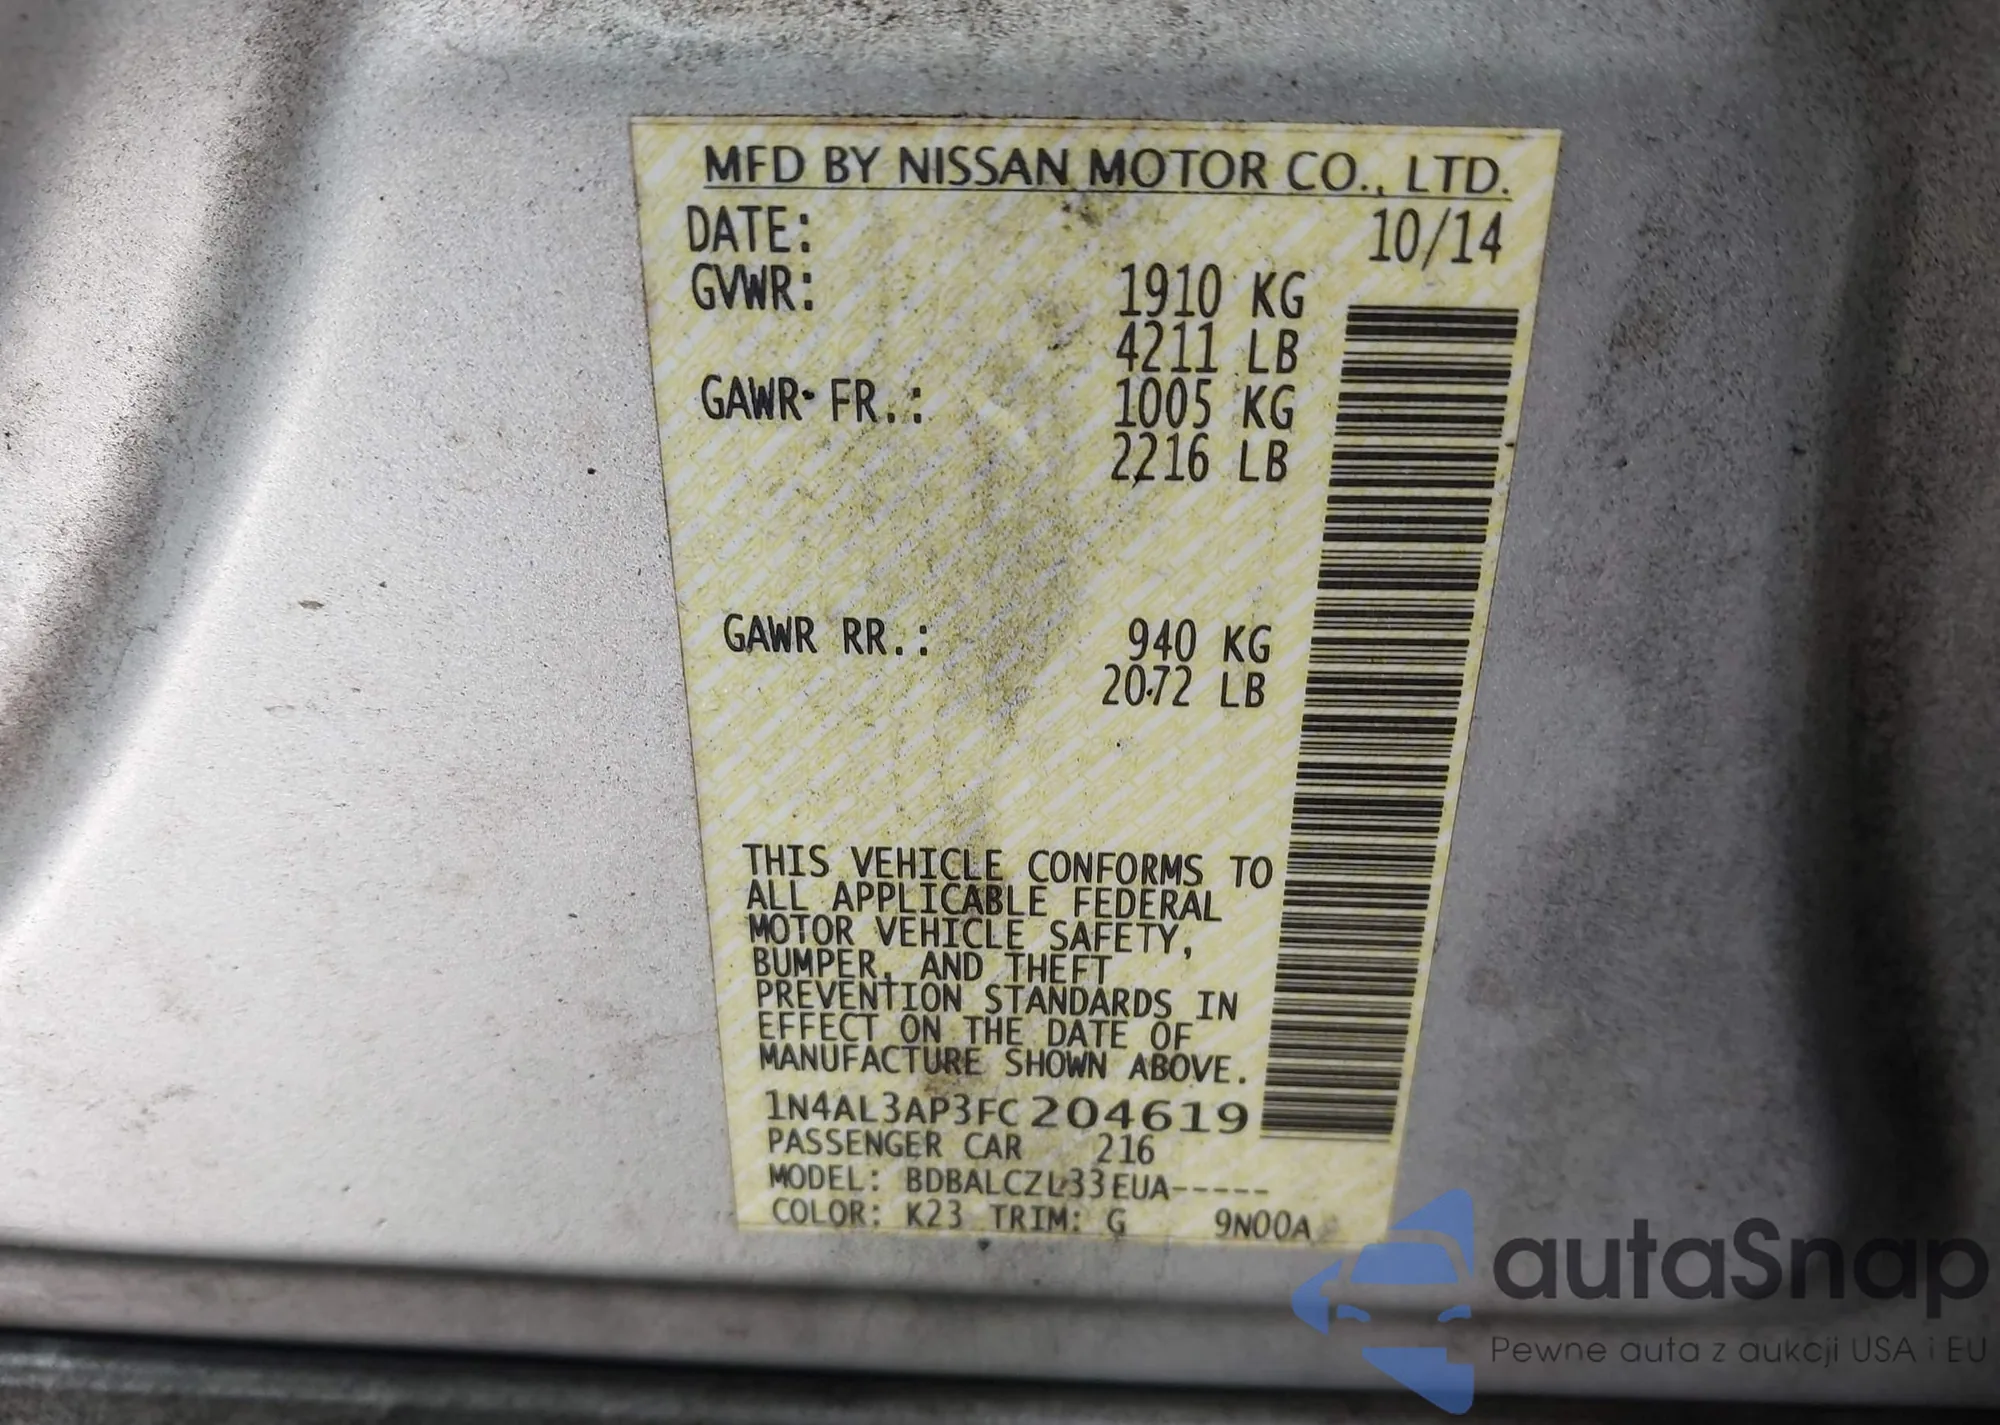 MFD BY NISSAN MOTOR CO., LTD.
DATE: 10/14
GVWR: 1910 KG
4211 LB
GAWR FR.: 1005 KG
2216 LB
GAWR RR.: 940 KG
2072 LB
THIS VEHICLE CONFORMS TO
ALL APPLICABLE FEDERAL
MOTOR VEHICLE SAFETY,
BUMPER, AND THEFT
PREVENTION STANDARDS IN
EFFECT ON THE DATE OF
MANUFACTURE SHOWN ABOVE.
1N4AL3AP3FC204619
PASSENGER CAR 216
MODEL: BDBALCZL33EUA-----
COLOR: K23 TRIM: G 9N00A
autaSnap
Pewne auta z aukcji USA i EU